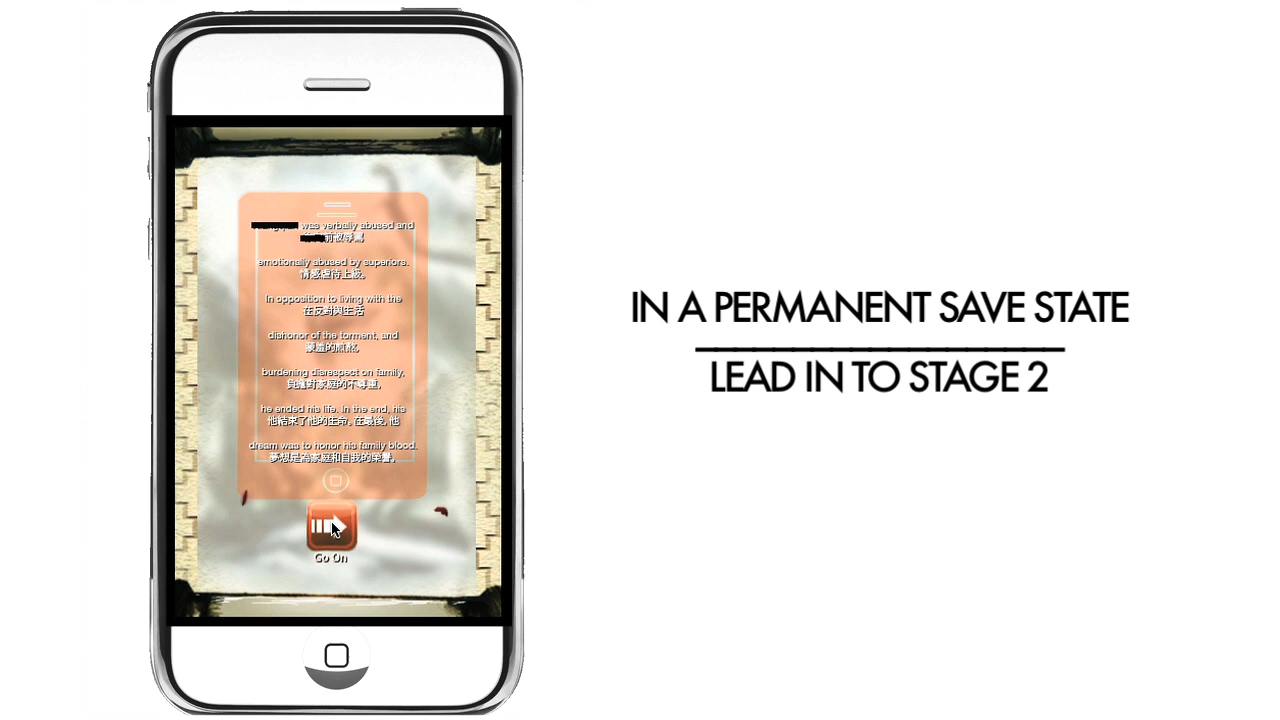 was verbally abused and
前被辱罵
emotionally abused by superiors.
情感虐待上級。
In opposition to living with the
在反對與生活
dishonor of the torment, and
蒙羞的煎熬,
burdening disrespect on family,
負擔對家庭的不尊重,
he ended his life. In the end, his
他結束了他的生命, 在最後, 他
dream was to honor his family blood.
夢想是為家庭和自我的榮譽。
Go On
IN A PERMANENT SAVE STATE
LEAD IN TO STAGE 2